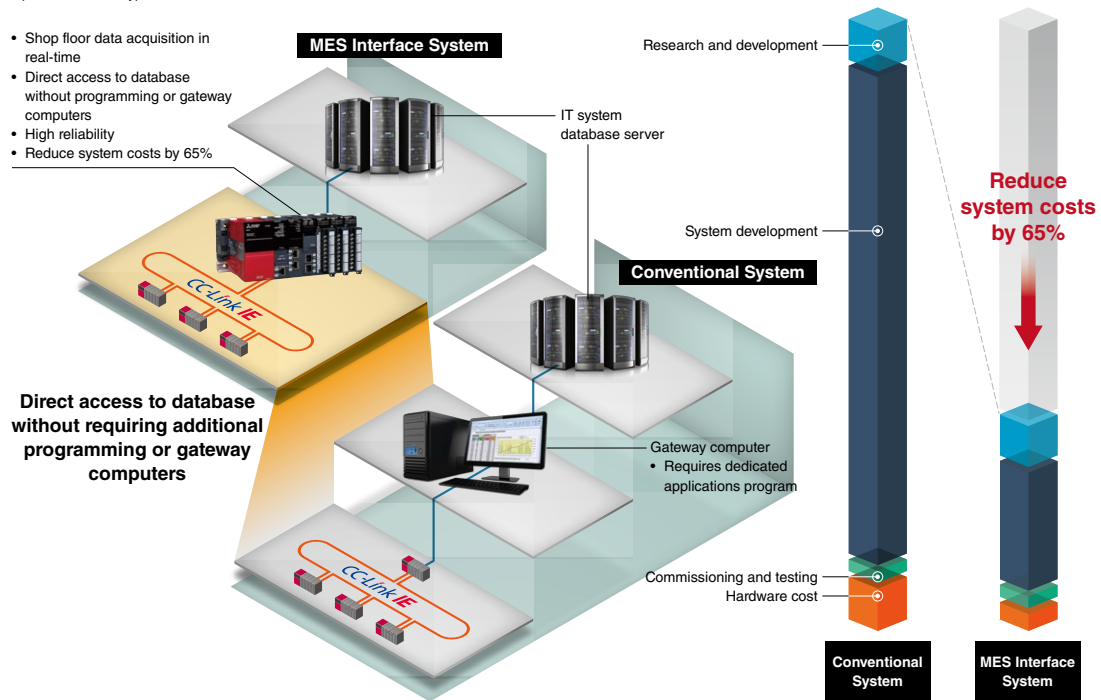 • Shop floor data acquisition in
real-time
• Direct access to database
without programming or gateway
computers
• High reliability
• Reduce system costs by 65%
MES Interface System
IT system
database server
CC-Link IE
Direct access to database
without requiring additional
programming or gateway
computers
Conventional System
Gateway computer
• Requires dedicated
applications program
CC-Link IE
Research and development
System development
Commissioning and testing
Hardware cost
Reduce
system costs
by 65%
Conventional
System
MES Interface
System